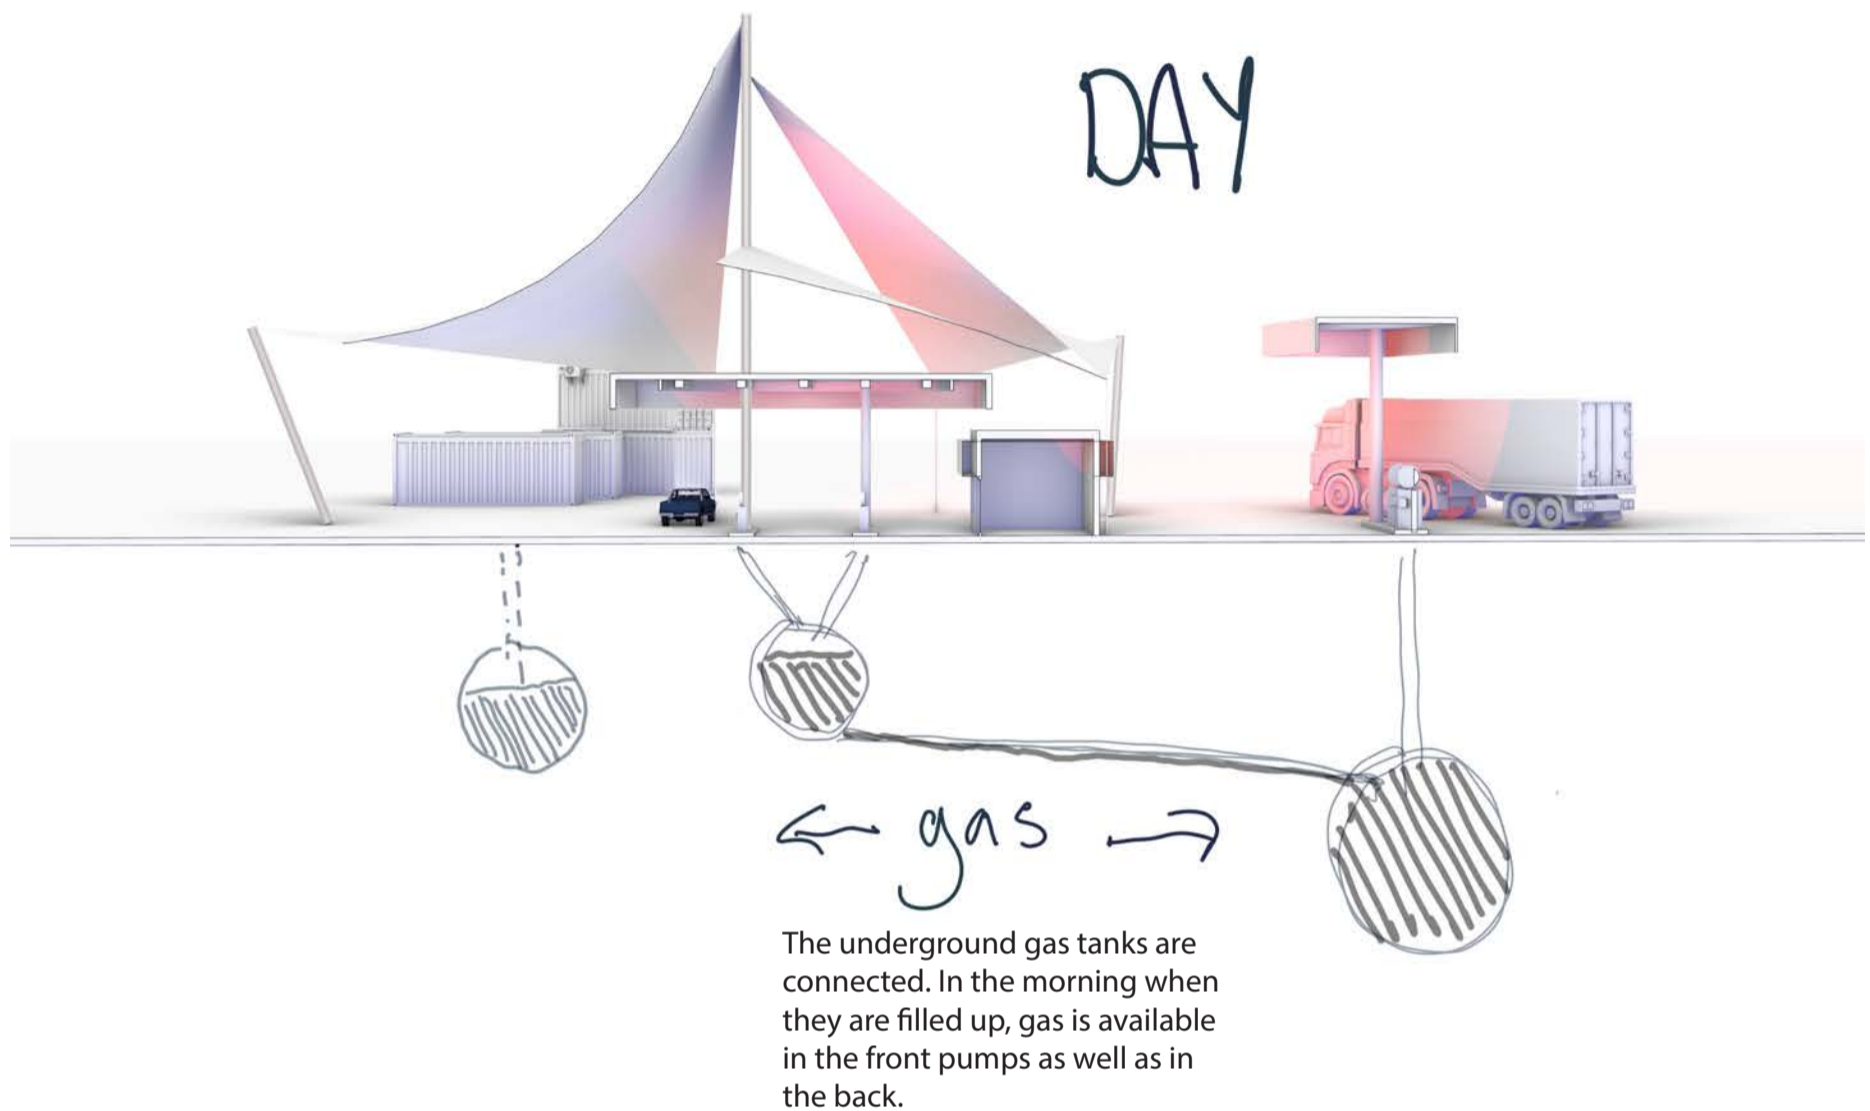 DAY
← gas →
The underground gas tanks are
connected. In the morning when
they are filled up, gas is available
in the front pumps as well as in
the back.